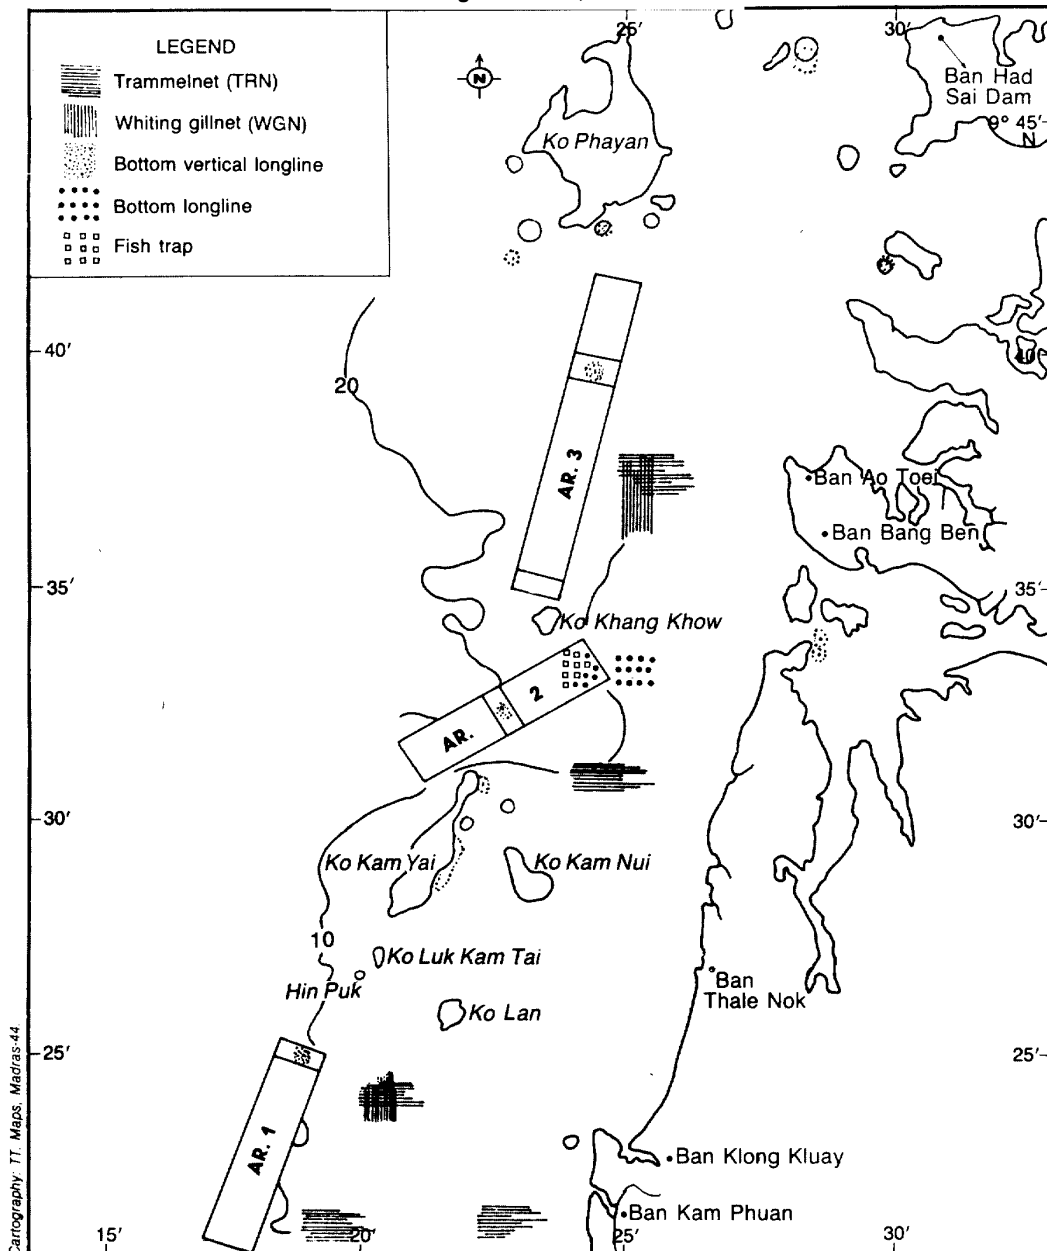 25'
30'
LEGEND
Trammelnet (TRN)
Whiting gillnet (WGN)
Bottom vertical longline
Bottom longline
Fish trap
N
Ban Had
Sai Dam
9° 45'
N
Ko Phayan
40'
40'
20
AR. 3
Ban Ao Toei
Ban Bang Ben
35'
35'
Ko Khang Khow
AR. 2
30'
30'
Ko Kam Yai
Ko Kam Nui
10
Ko Luk Kam Tai
Hin Puk
Ko Lan
Ban
Thale Nok
25'
25'
AR. 1
Ban Klong Kluay
Ban Kam Phuan
15'
20'
25'
30'
Cartography: TT. Maps, Madras-44.